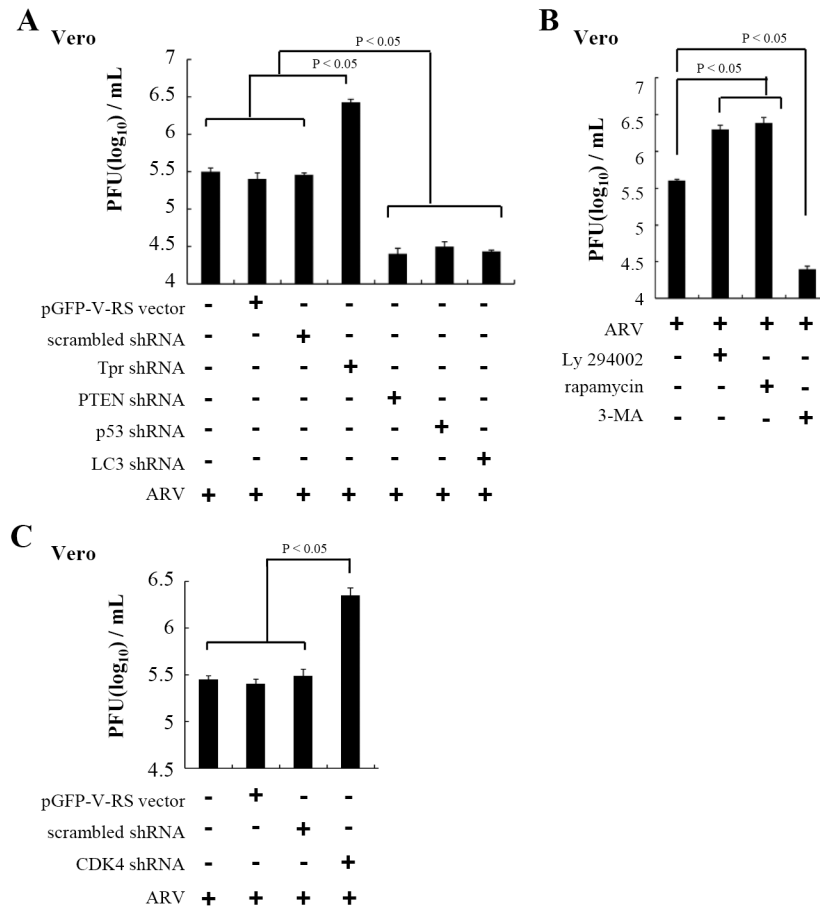 A
Vero
P < 0.05
P < 0.05
PFU(log10) / mL
7
6.5
6
5.5
5
4.5
4
pGFP-V-RS vector - + - - - - -
scrambled shRNA - - + - - - -
Tpr shRNA - - - + - - -
PTEN shRNA - - - - + - -
p53 shRNA - - - - - + -
LC3 shRNA - - - - - - +
ARV + + + + + + +
B
Vero
P < 0.05
P < 0.05
PFU(log10) / mL
7
6.5
6
5.5
5
4.5
4
ARV + + + +
Ly 294002 - + - -
rapamycin - - + -
3-MA - - - +
C
Vero
P < 0.05
PFU(log10) / mL
6.5
6
5.5
5
4.5
pGFP-V-RS vector - + - -
scrambled shRNA - - + -
CDK4 shRNA - - - +
ARV + + + +